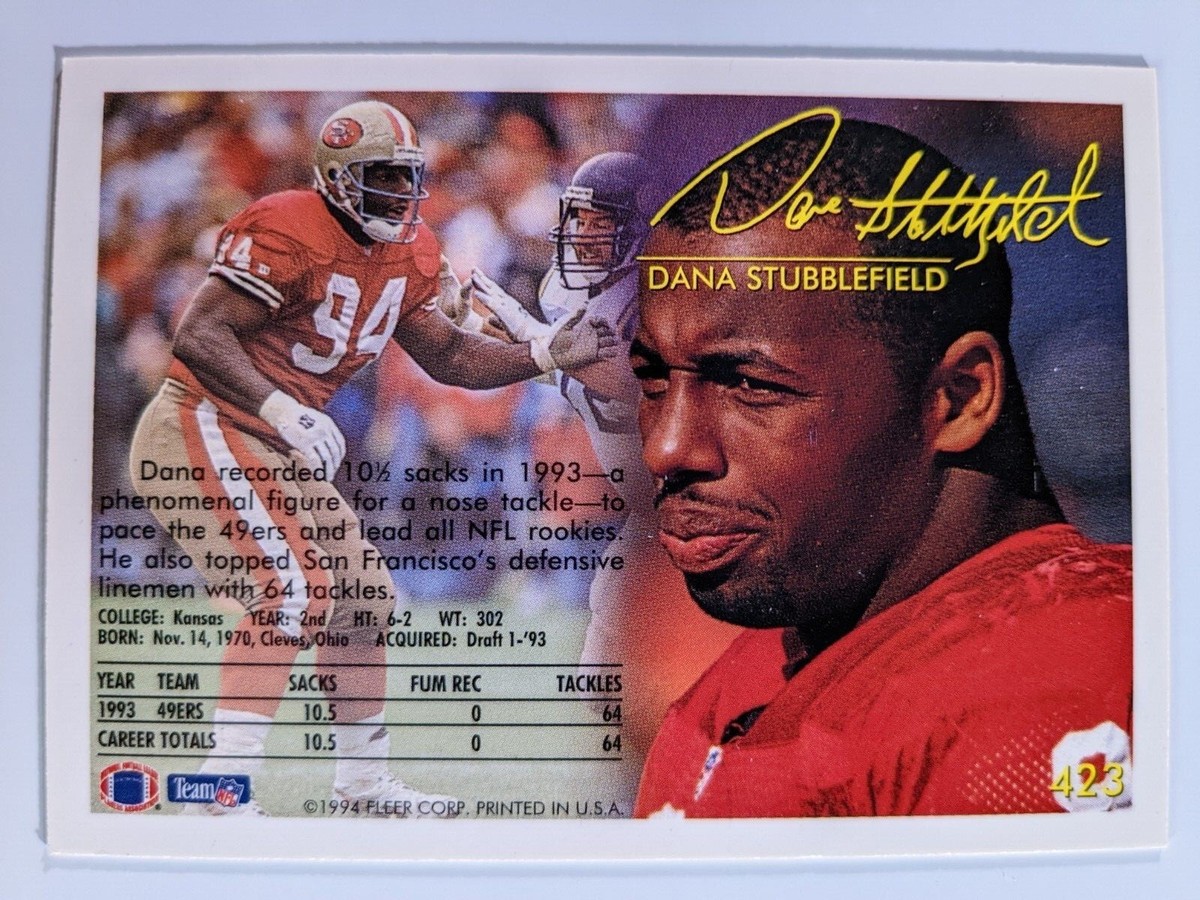 Dana Stubblefield
DANA STUBBLEFIELD
94
94
Dana recorded 10½ sacks in 1993—a
phenomenal figure for a nose tackle—to
pace the 49ers and lead all NFL rookies.
He also topped San Francisco's defensive
linemen with 64 tackles.
COLLEGE: Kansas YEAR: 2nd HT: 6-2 WT: 302
BORN: Nov. 14, 1970, Cleves, Ohio ACQUIRED: Draft 1-'93
YEAR TEAM SACKS FUM REC TACKLES
1993 49ERS 10.5 0 64
CAREER TOTALS 10.5 0 64
Team NFL
©1994 FLEER CORP. PRINTED IN U.S.A.
423